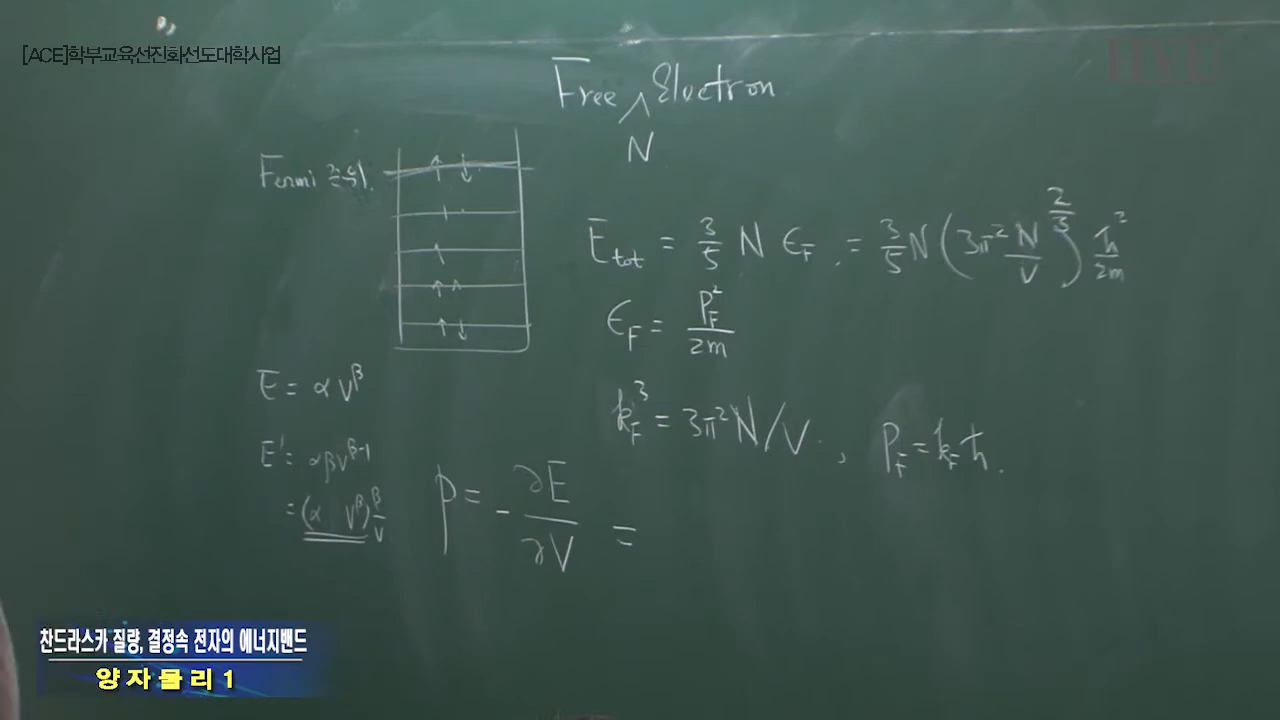 [ACE]학부교육선진화선도대학사업
HYU
Free ∧ Electron
N
Fermi 준위.
E_tot = 3/5 N ϵ_F . = 3/5 N (3π² N/V)^(2/3) ħ²/2m
ϵ_F = P_F²/2m
k_F³ = 3π²N/V. , P_F = k_F ħ.
E = αV^β
E' = αβV^(β-1)
= (α V^β) β/V
P = - ∂E/∂V =
찬드라스카 질량, 결정속 전자의 에너지밴드
양자물리 1